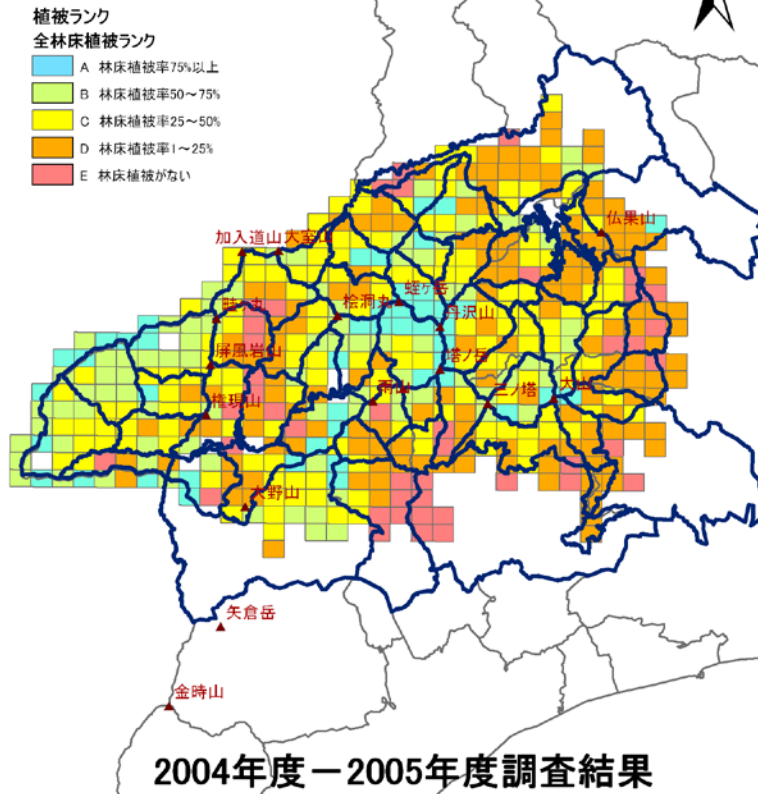 植被ランク
全林床植被ランク
A 林床植被率75%以上
B 林床植被率50～75%
C 林床植被率25～50%
D 林床植被率1～25%
E 林床植被がない
仏果山
加入道山
大室山
蛭ヶ岳
畦ヶ丸
桧洞丸
丹沢山
屏風岩山
塔ノ岳
雨山
三ノ塔
大山
権現山
大野山
矢倉岳
金時山
2004年度－2005年度調査結果